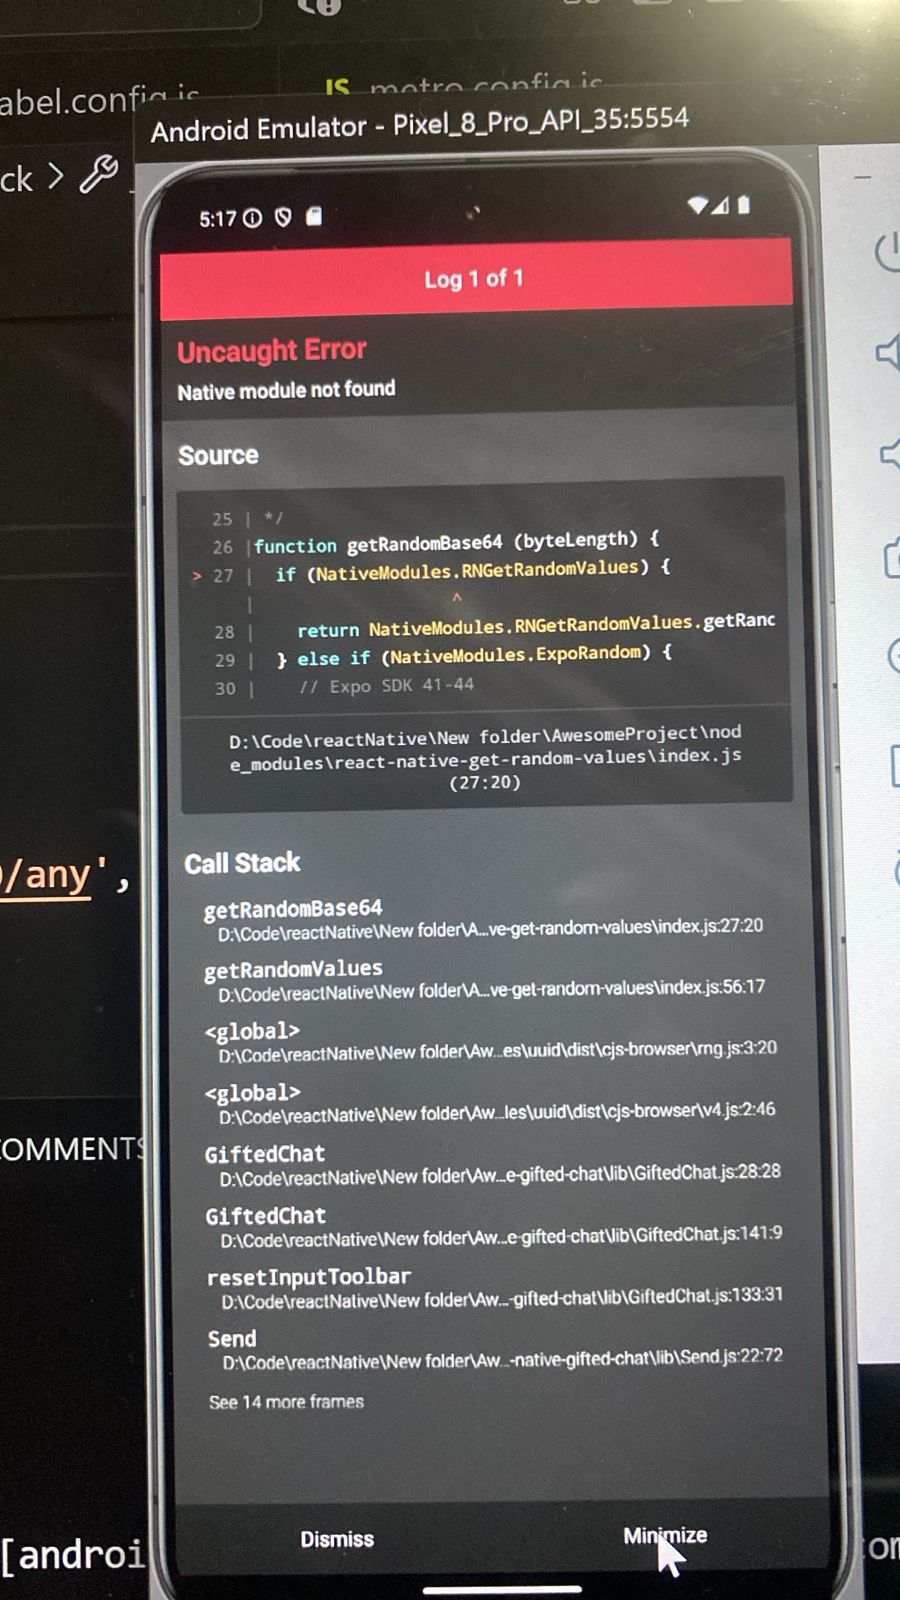 abel.config.js
JS metro.config.js
Android Emulator - Pixel_8_Pro_API_35:5554
ck >
5:17
Log 1 of 1
Uncaught Error
Native module not found
Source
25 | */
26 | function getRandomBase64 (byteLength) {
> 27 | if (NativeModules.RNGetRandomValues) {
| ^
28 | return NativeModules.RNGetRandomValues.getRanc
29 | } else if (NativeModules.ExpoRandom) {
30 | // Expo SDK 41-44
D:\Code\reactNative\New folder\AwesomeProject\nod
e_modules\react-native-get-random-values\index.js
(27:20)
/any',
Call Stack
getRandomBase64
D:\Code\reactNative\New folder\A...ve-get-random-values\index.js:27:20
getRandomValues
D:\Code\reactNative\New folder\A...ve-get-random-values\index.js:56:17
<global>
D:\Code\reactNative\New folder\Aw...es\uuid\dist\cjs-browser\rng.js:3:20
<global>
D:\Code\reactNative\New folder\Aw...les\uuid\dist\cjs-browser\v4.js:2:46
OMMENTS
GiftedChat
D:\Code\reactNative\New folder\Aw...e-gifted-chat\lib\GiftedChat.js:28:28
GiftedChat
D:\Code\reactNative\New folder\Aw...e-gifted-chat\lib\GiftedChat.js:141:9
resetInputToolbar
D:\Code\reactNative\New folder\Aw...-gifted-chat\lib\GiftedChat.js:133:31
Send
D:\Code\reactNative\New folder\Aw...-native-gifted-chat\lib\Send.js:22:72
See 14 more frames
Dismiss Minimize
[androi